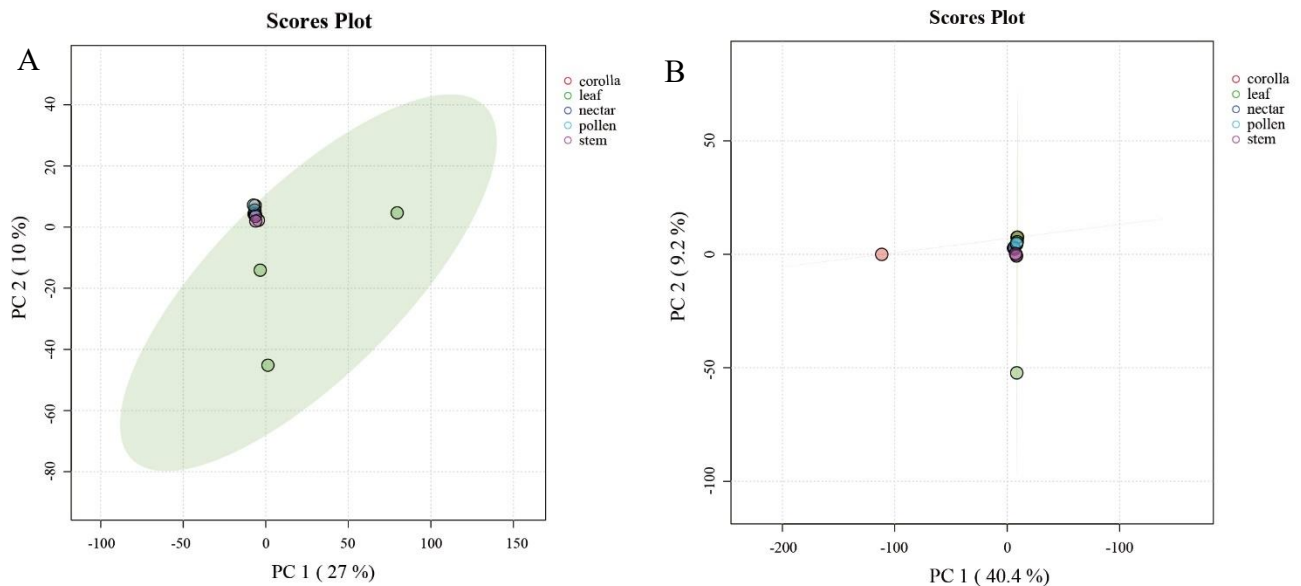 Scores Plot
A
corolla
leaf
nectar
pollen
stem
PC 2 ( 10 %)
40
20
0
-20
-40
-60
-80
-100
-50
0
50
100
150
PC 1 ( 27 %)
Scores Plot
B
corolla
leaf
nectar
pollen
stem
PC 2 ( 9.2 %)
50
0
-50
-100
-200
-100
0
-100
PC 1 ( 40.4 %)